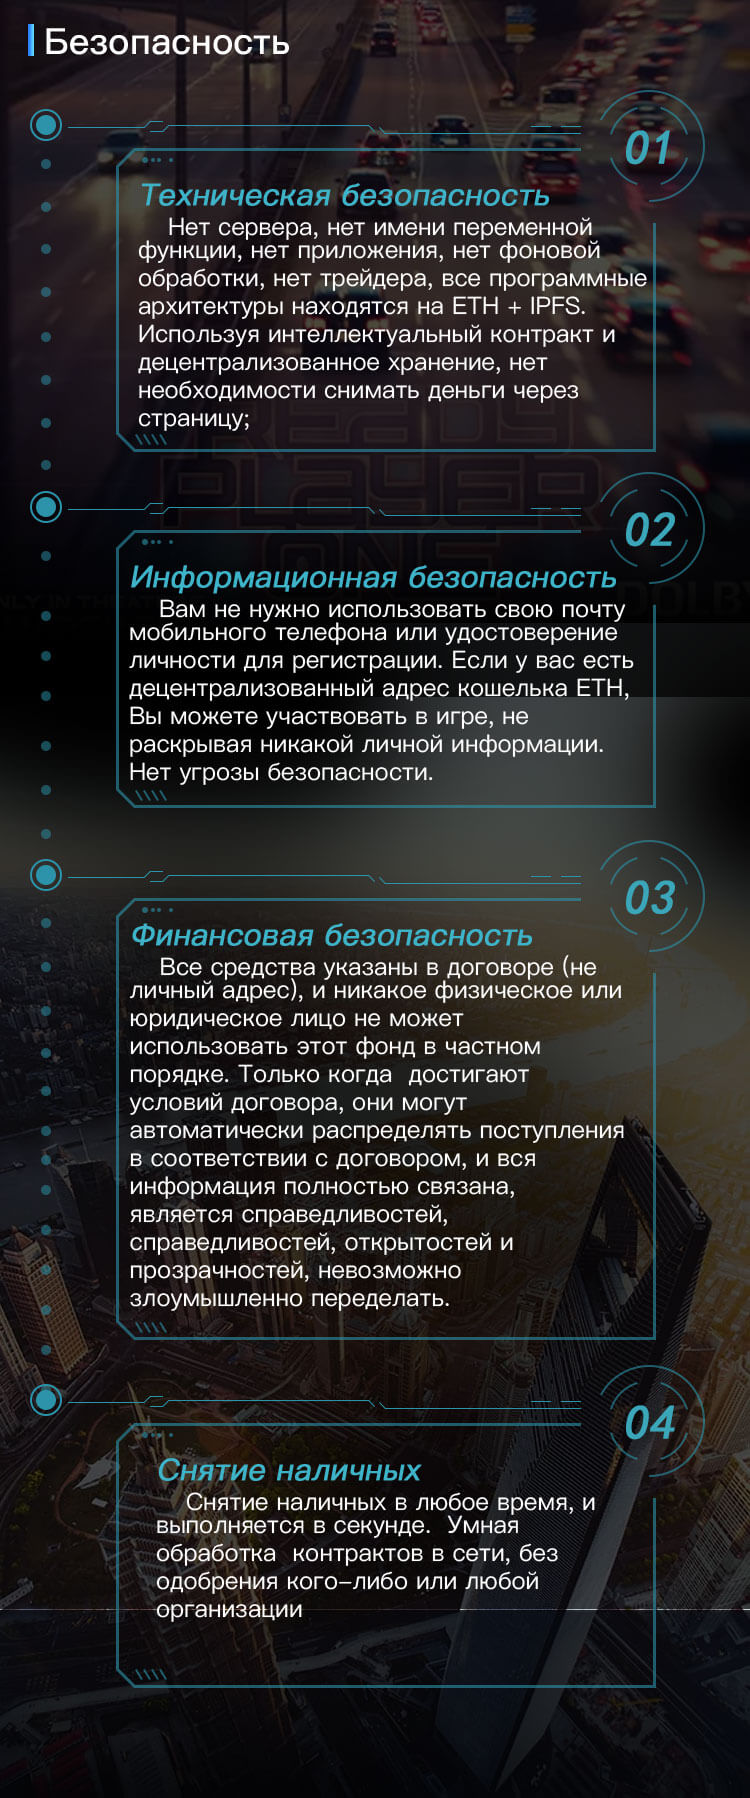 Безопасность
01
Техническая безопасность
Нет сервера, нет имени переменной
функции, нет приложения, нет фоновой
обработки, нет трейдера, все программные
архитектуры находятся на ETH + IPFS.
Используя интеллектуальный контракт и
децентрализованное хранение, нет
необходимости снимать деньги через
страницу;
READY
PLAYER
ONE
02
Информационная безопасность
NLY IN THEAT
DOLB
Вам не нужно использовать свою почту
мобильного телефона или удостоверение
личности для регистрации. Если у вас есть
децентрализованный адрес кошелька ETH,
Вы можете участвовать в игре, не
раскрывая никакой личной информации.
Нет угрозы безопасности.
03
Финансовая безопасность
Все средства указаны в договоре (не
личный адрес), и никакое физическое или
юридическое лицо не может
использовать этот фонд в частном
порядке. Только когда  достигают
условий договора, они могут
автоматически распределять поступления
в соответствии с договором, и вся
информация полностью связана,
является справедливостей,
справедливостей, открытостей и
прозрачностей, невозможно
злоумышленно переделать.
04
Снятие наличных
Снятие наличных в любое время, и
выполняется в секунде.  Умная
обработка  контрактов в сети, без
одобрения кого–либо или любой
организации